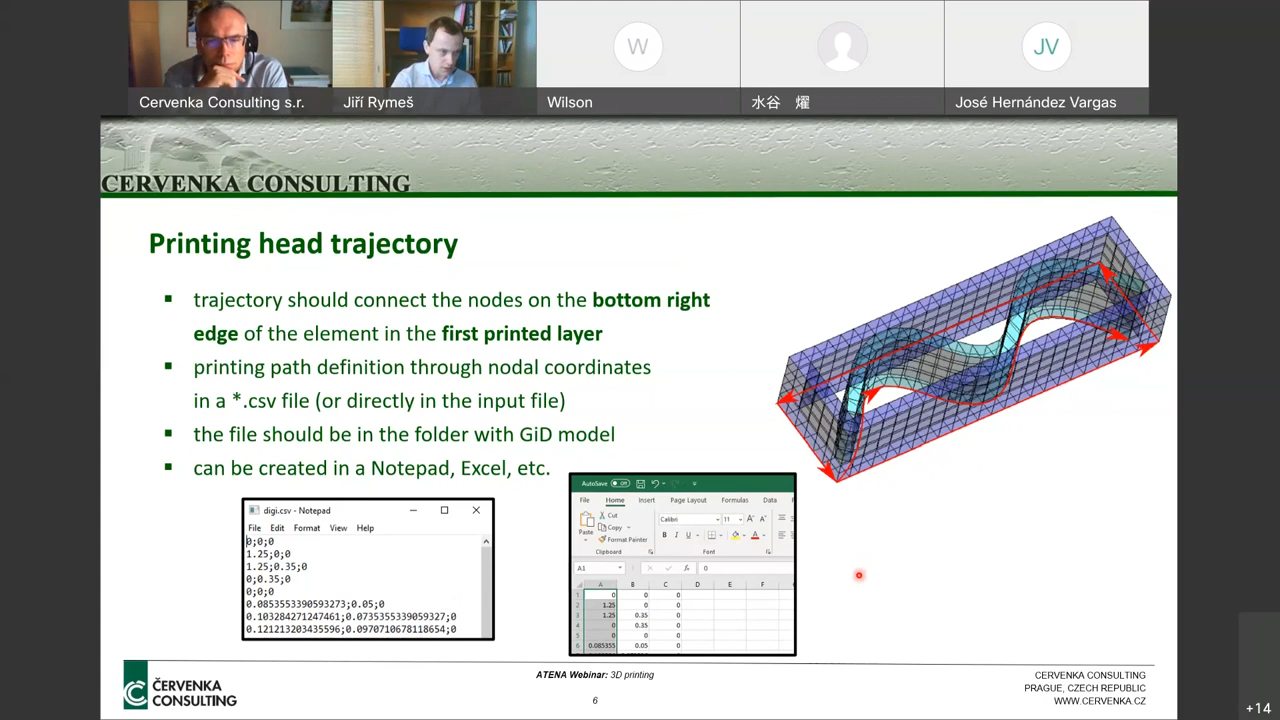 W
JV
Cervenka Consulting s.r.
Jiří Rymeš
Wilson
水谷 燿
José Hernández Vargas
CERVENKA CONSULTING
Printing head trajectory
▪ trajectory should connect the nodes on the bottom right
edge of the element in the first printed layer
▪ printing path definition through nodal coordinates
in a *.csv file (or directly in the input file)
▪ the file should be in the folder with GiD model
▪ can be created in a Notepad, Excel, etc.
digi.csv - Notepad
File Edit Format View Help
0;0;0
1.25;0;0
1.25;0.35;0
0;0.35;0
0;0;0
0.0853553390593273;0.05;0
0.103284271247461;0.0735355339059327;0
0.121213203435596;0.0970710678118654;0
AutoSave Off
File Home Insert Page Layout Formulas Data
Paste
Cut
Copy
Format Painter
Clipboard
Calibri 11 A^ A˅
B I U
Font
A1 fx 0
A B C D E F
1 0 0 0
2 1.25 0 0
3 1.25 0.35 0
4 0 0.35 0
5 0 0 0
6 0.085355 0.05 0
ČERVENKA
CONSULTING
ATENA Webinar: 3D printing
6
CERVENKA CONSULTING
PRAGUE, CZECH REPUBLIC
WWW.CERVENKA.CZ
+14